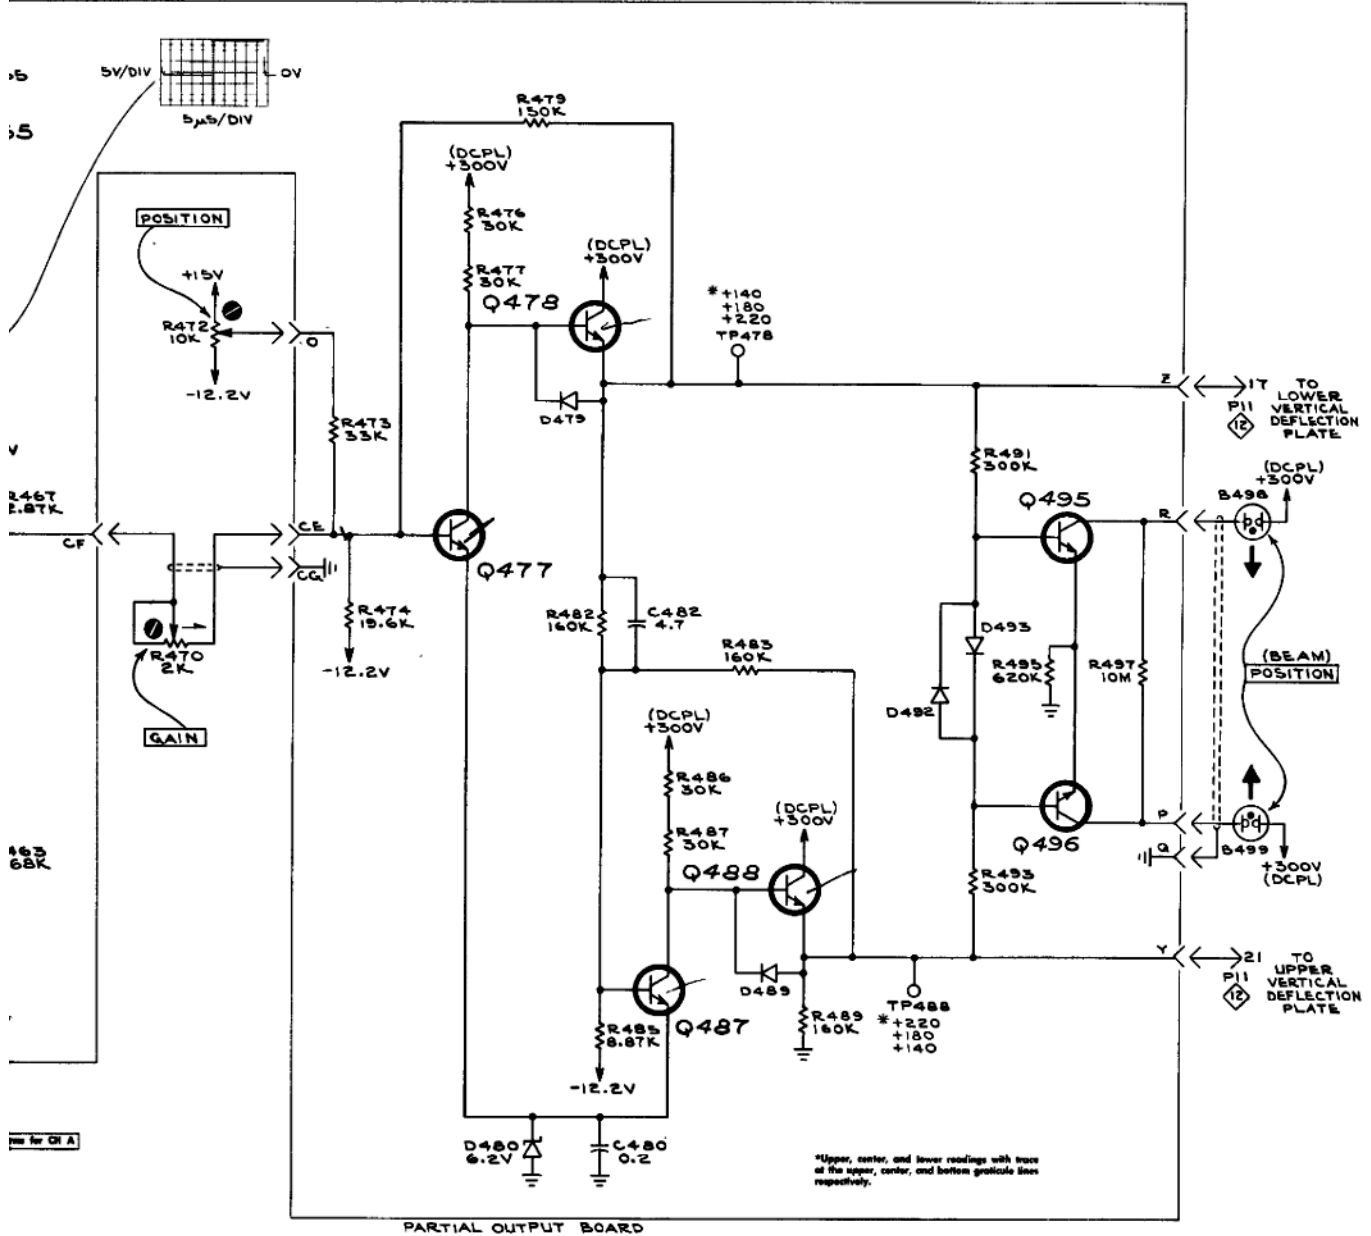 5V/DIV
0V
5µS/DIV
R479
150K
(DCPL)
+300V
POSITION
R476
30K
+15V
R477
30K
(DCPL)
+300V
Q478
R472
10K
O
-12.2V
*+140
+180
+220
TP478
D479
Z
17
P11
12
TO
LOWER
VERTICAL
DEFLECTION
PLATE
R473
33K
R491
300K
(DCPL)
+300V
R467
2.87K
Q495
R
B498
CF
CE
CG
Q477
R474
19.6K
-12.2V
R482
160K
C482
4.7
R483
160K
D493
R470
2K
GAIN
R495
620K
R497
10M
(BEAM)
POSITION
D492
(DCPL)
+300V
R486
30K
R487
30K
(DCPL)
+300V
Q488
Q496
P
B499
Q
+300V
(DCPL)
463
68K
R493
300K
Y
21
P11
12
TO
UPPER
VERTICAL
DEFLECTION
PLATE
D489
Q487
R485
8.87K
R489
160K
TP488
*+220
+180
+140
-12.2V
D480
6.2V
C480
0.2
for CH A
*Upper, center, and lower readings with trace
at the upper, center, and bottom graticule lines
respectively.
PARTIAL OUTPUT BOARD